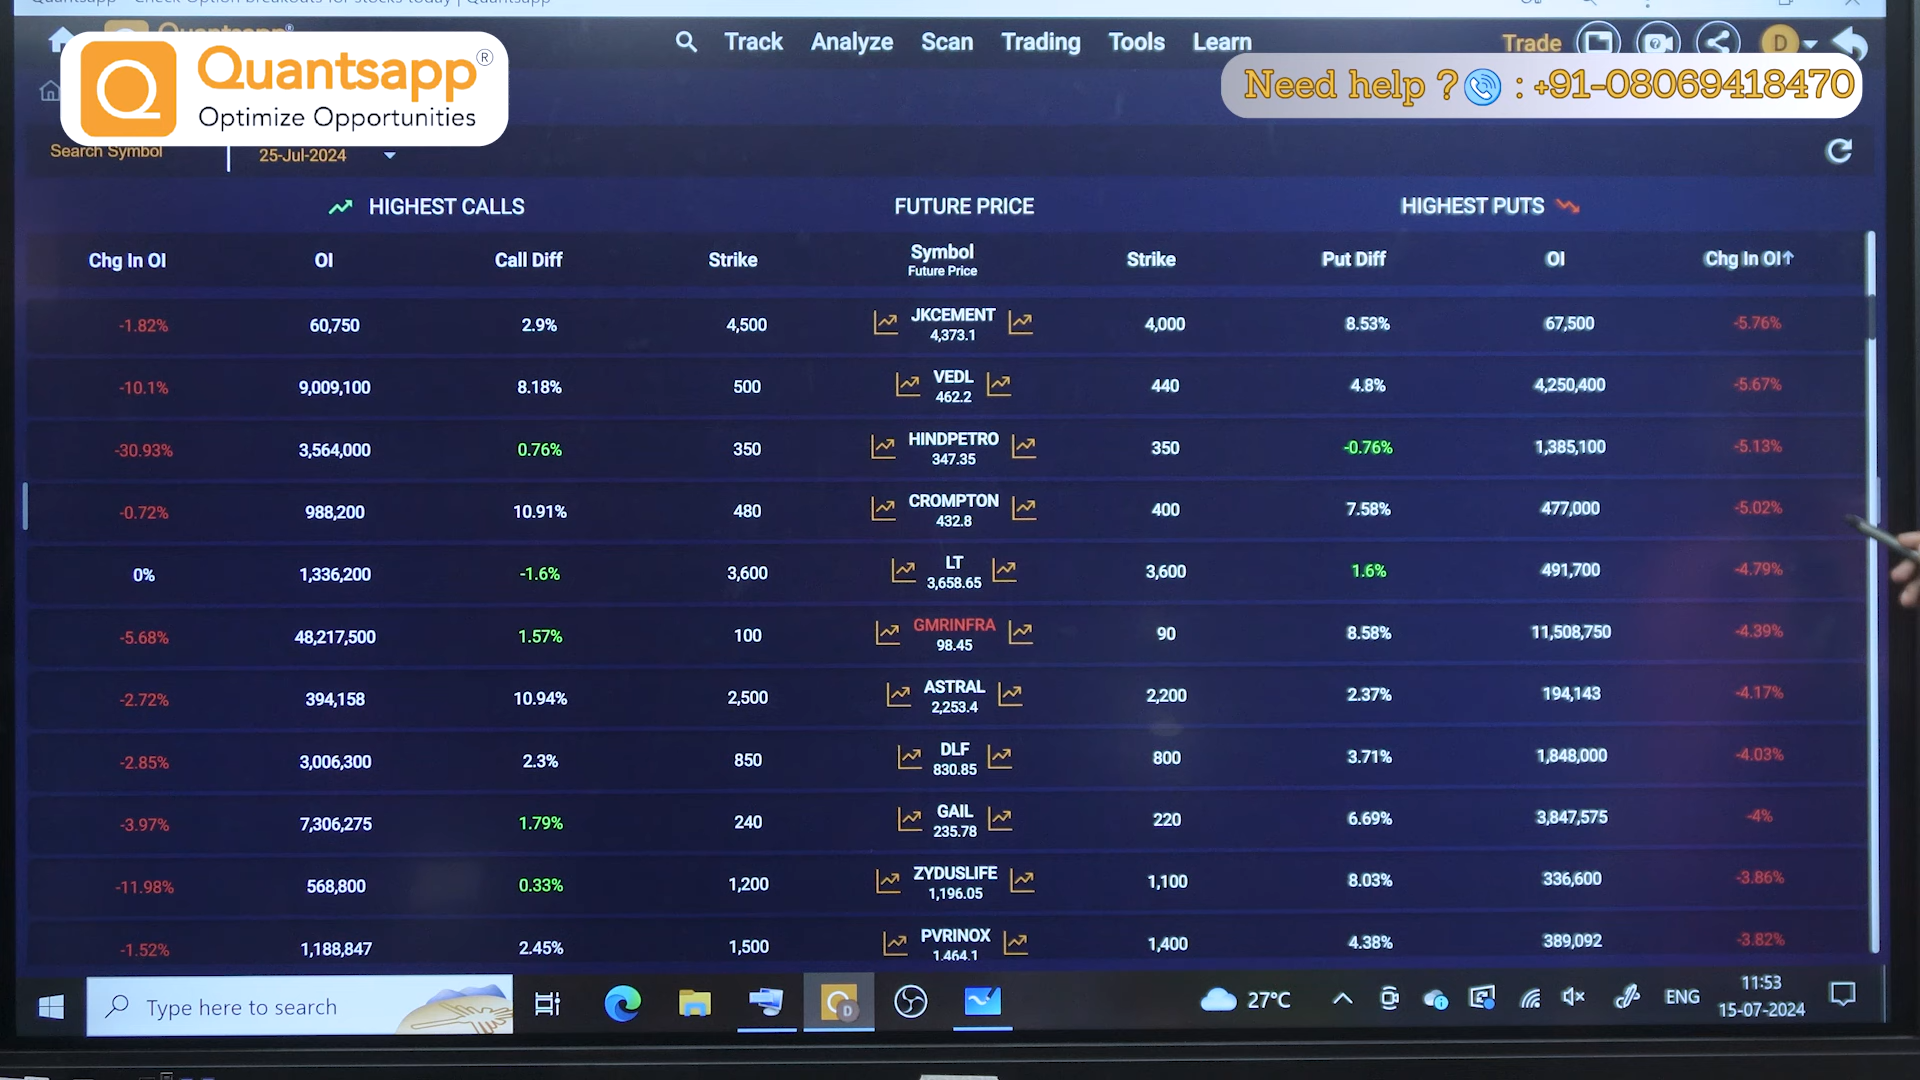 Quantsapp - Check Option breakouts for stocks today | Quantsapp
Quantsapp®
Optimize Opportunities
Track Analyze Scan Trading Tools Learn Trade D
Need help ? : +91-08069418470
Search Symbol 25-Jul-2024
HIGHEST CALLS FUTURE PRICE HIGHEST PUTS
Chg In OI OI Call Diff Strike Symbol Strike Put Diff OI Chg In OI↑
Future Price
-1.82% 60,750 2.9% 4,500 JKCEMENT 4,000 8.53% 67,500 -5.76%
4,373.1
-10.1% 9,009,100 8.18% 500 VEDL 440 4.8% 4,250,400 -5.67%
462.2
-30.93% 3,564,000 0.76% 350 HINDPETRO 350 -0.76% 1,385,100 -5.13%
347.35
-0.72% 988,200 10.91% 480 CROMPTON 400 7.58% 477,000 -5.02%
432.8
0% 1,336,200 -1.6% 3,600 LT 3,600 1.6% 491,700 -4.79%
3,658.65
-5.68% 48,217,500 1.57% 100 GMRINFRA 90 8.58% 11,508,750 -4.39%
98.45
-2.72% 394,158 10.94% 2,500 ASTRAL 2,200 2.37% 194,143 -4.17%
2,253.4
-2.85% 3,006,300 2.3% 850 DLF 800 3.71% 1,848,000 -4.03%
830.85
-3.97% 7,306,275 1.79% 240 GAIL 220 6.69% 3,847,575 -4%
235.78
-11.98% 568,800 0.33% 1,200 ZYDUSLIFE 1,100 8.03% 336,600 -3.86%
1,196.05
-1.52% 1,188,847 2.45% 1,500 PVRINOX 1,400 4.38% 389,092 -3.82%
1,464.1
Type here to search D 27°C ENG 11:53
15-07-2024